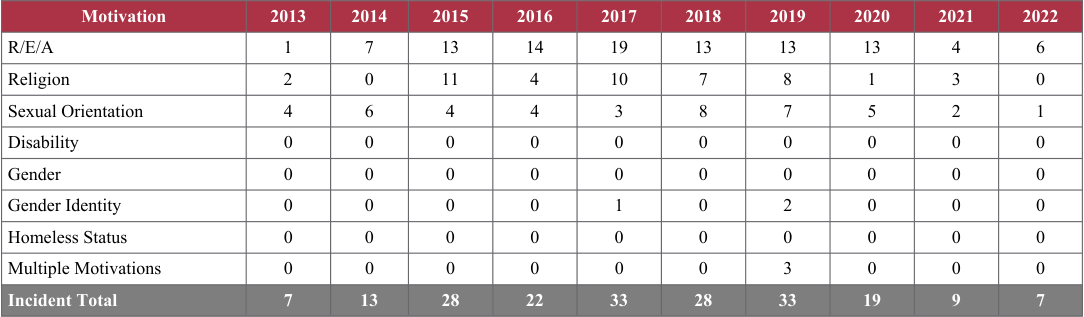 Motivation 2013 2014 2015 2016 2017 2018 2019 2020 2021 2022
R/E/A 1 7 13 14 19 13 13 13 4 6
Religion 2 0 11 4 10 7 8 1 3 0
Sexual Orientation 4 6 4 4 3 8 7 5 2 1
Disability 0 0 0 0 0 0 0 0 0 0
Gender 0 0 0 0 0 0 0 0 0 0
Gender Identity 0 0 0 0 1 0 2 0 0 0
Homeless Status 0 0 0 0 0 0 0 0 0 0
Multiple Motivations 0 0 0 0 0 0 3 0 0 0
Incident Total 7 13 28 22 33 28 33 19 9 7